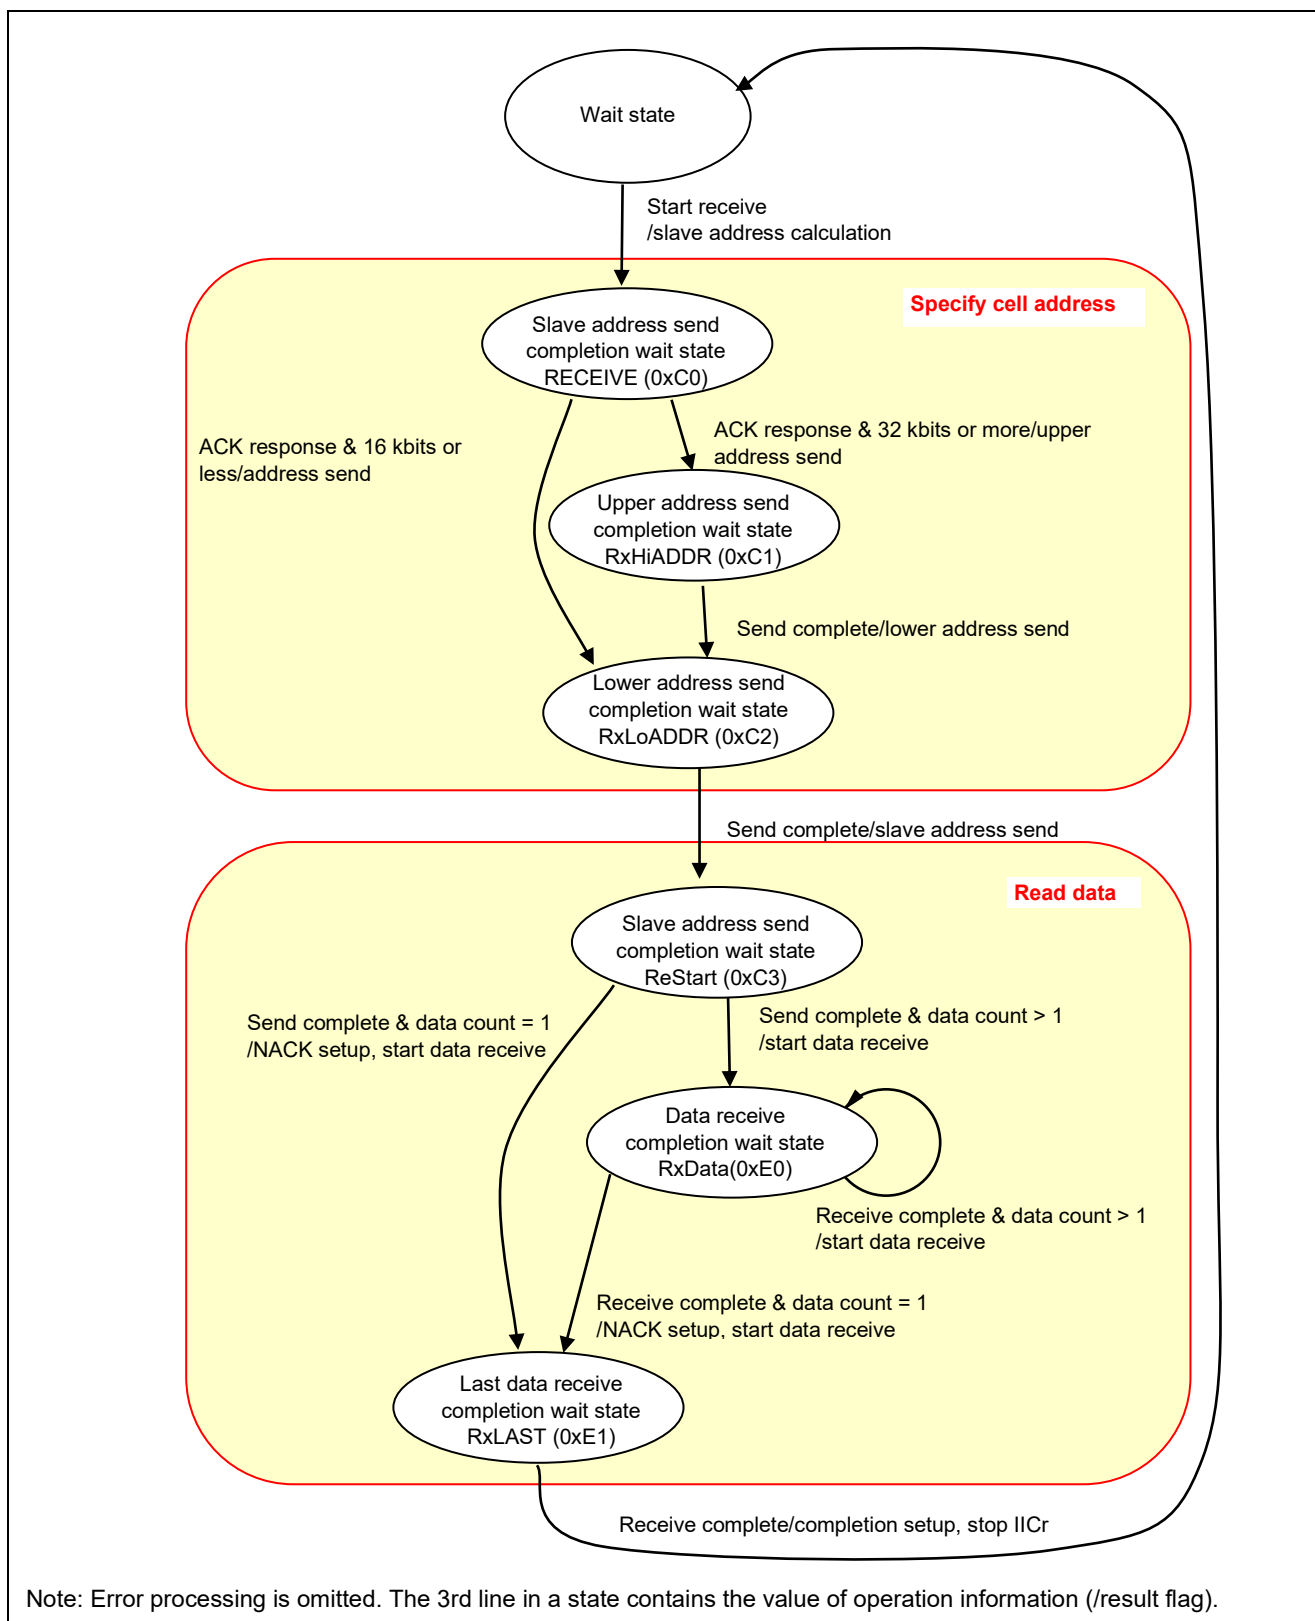 Wait state
Start receive
/slave address calculation
Specify cell address
Slave address send
completion wait state
RECEIVE (0xC0)
ACK response & 16 kbits or
less/address send
ACK response & 32 kbits or more/upper
address send
Upper address send
completion wait state
RxHiADDR (0xC1)
Send complete/lower address send
Lower address send
completion wait state
RxLoADDR (0xC2)
Send complete/slave address send
Read data
Slave address send
completion wait state
ReStart (0xC3)
Send complete & data count = 1
/NACK setup, start data receive
Send complete & data count > 1
/start data receive
Data receive
completion wait state
RxData(0xE0)
Receive complete & data count > 1
/start data receive
Receive complete & data count = 1
/NACK setup, start data receive
Last data receive
completion wait state
RxLAST (0xE1)
Receive complete/completion setup, stop IICr
Note: Error processing is omitted. The 3rd line in a state contains the value of operation information (/result flag).